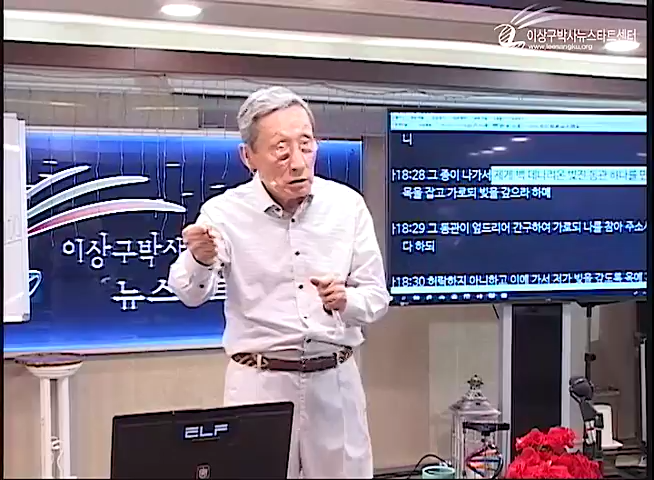 이상구박사뉴스타트센터
www.leesangku.org
니
18:28 그 종이 나가서 제게 백 데나리온 빚진 동관 하나를 만
목을 잡고 가로되 빚을 갚으라 하매
18:29 그 동관이 엎드리어 간구하여 가로되 나를 참아 주소서
다 하되
18:30 허락하지 아니하고 이에 가서 저가 빚을 갚도록 옥에
이상구박사
뉴스타트
ELF